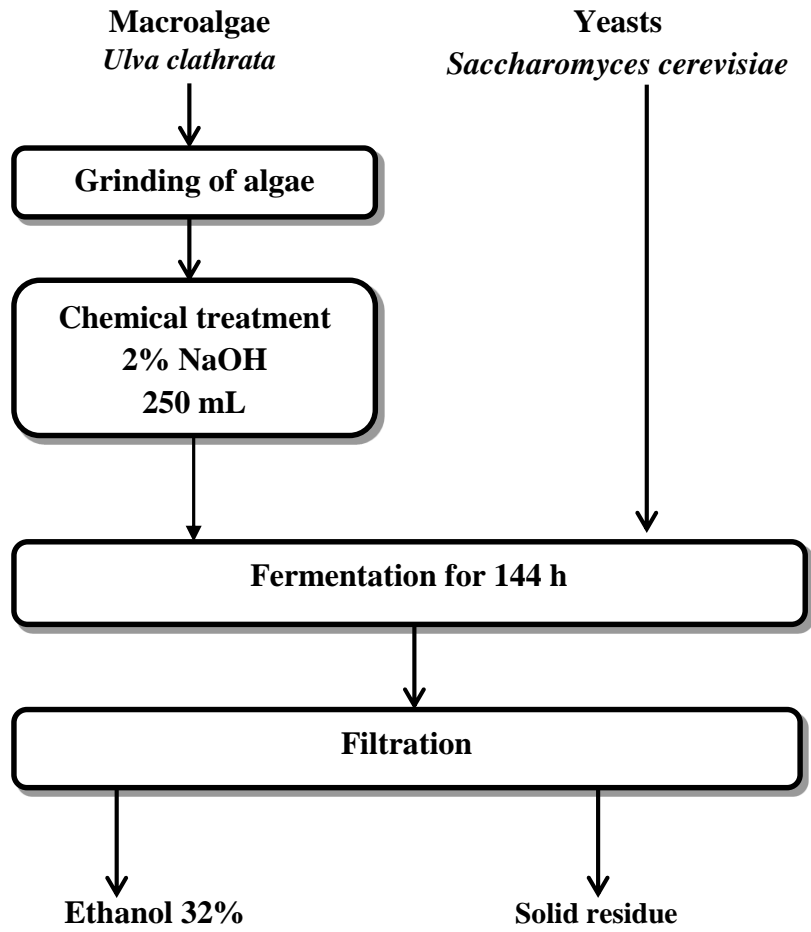 Macroalgae
Ulva clathrata
Yeasts
Saccharomyces cerevisiae
Grinding of algae
Chemical treatment
2% NaOH
250 mL
Fermentation for 144 h
Filtration
Ethanol 32%
Solid residue